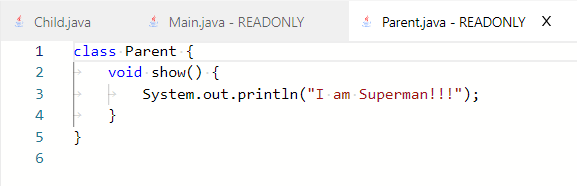 Child.java Main.java - READONLY Parent.java - READONLY X
1 class Parent {
2 void show() {
3 System.out.println("I am Superman!!!");
4 }
5 }
6